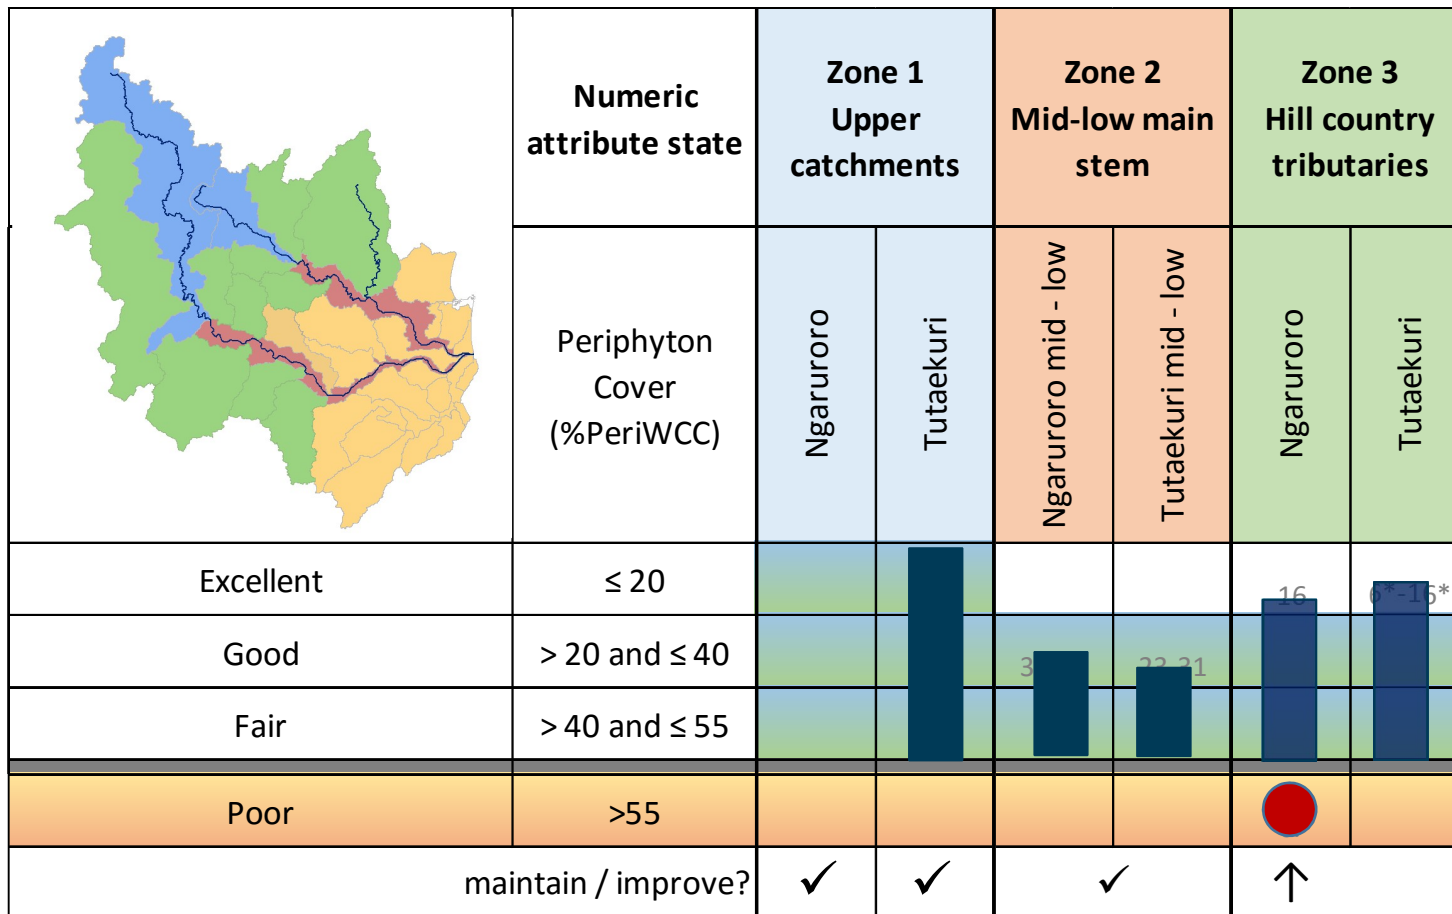 Numeric
attribute state
Zone 1
Upper
catchments
Zone 2
Mid-low main
stem
Zone 3
Hill country
tributaries
Periphyton
Cover
(%PeriWCC)
Ngaruroro
Tutaekuri
Ngaruroro mid - low
Tutaekuri mid - low
Ngaruroro
Tutaekuri
Excellent
≤ 20
16
6*-16*
Good
> 20 and ≤ 40
Fair
> 40 and ≤ 55
Poor
>55
maintain / improve?
✓
✓
✓
↑